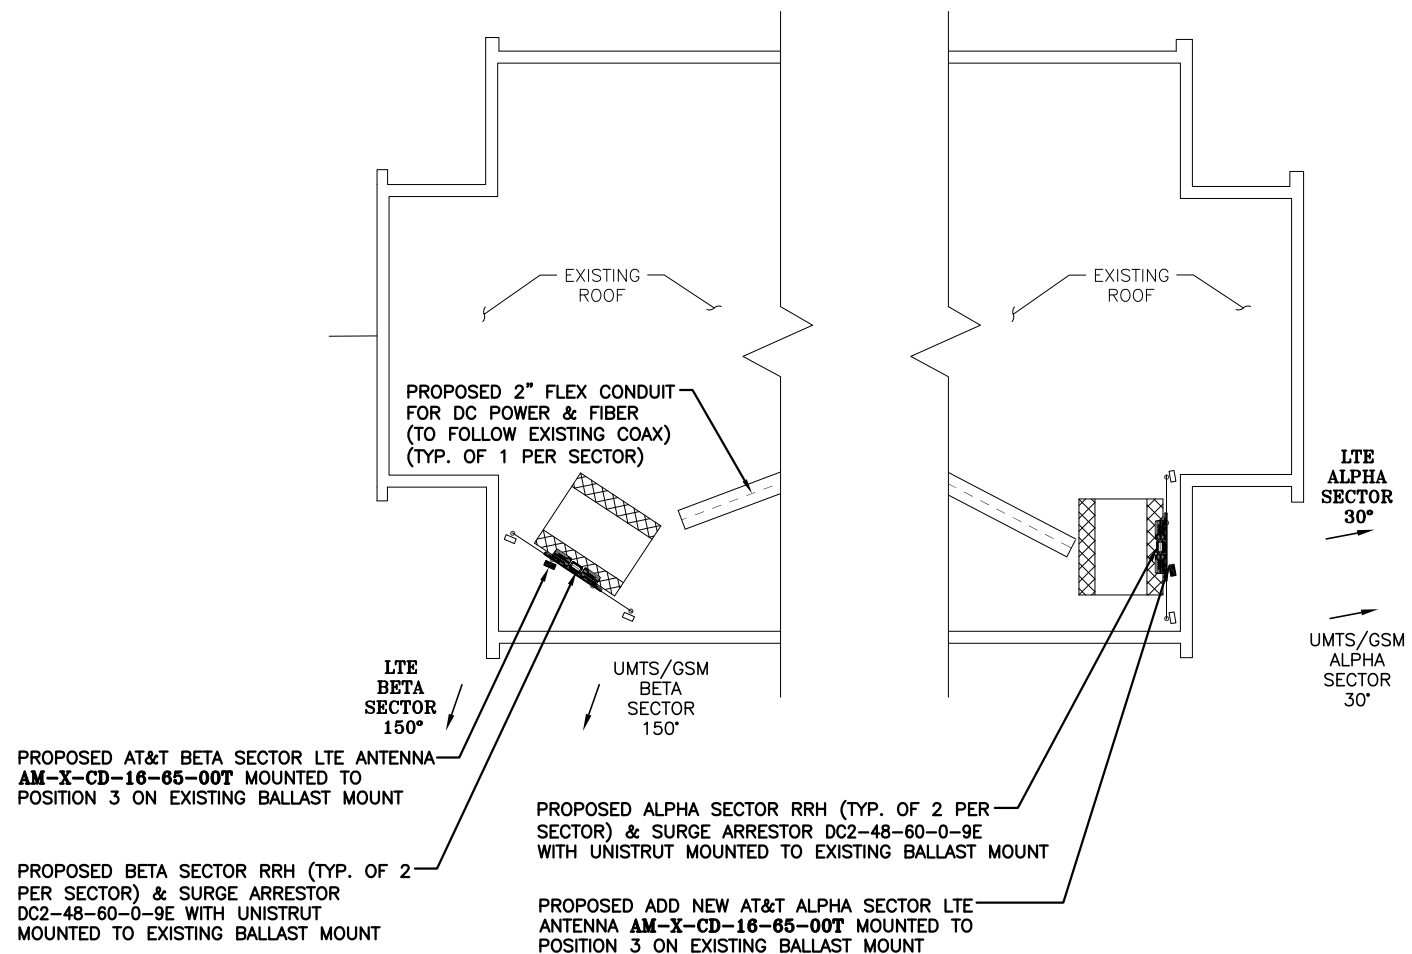 EXISTING
ROOF
EXISTING
ROOF
PROPOSED 2" FLEX CONDUIT
FOR DC POWER & FIBER
(TO FOLLOW EXISTING COAX)
(TYP. OF 1 PER SECTOR)
LTE
ALPHA
SECTOR
30°
UMTS/GSM
ALPHA
SECTOR
30°
LTE
BETA
SECTOR
150°
UMTS/GSM
BETA
SECTOR
150°
PROPOSED AT&T BETA SECTOR LTE ANTENNA
AM-X-CD-16-65-00T MOUNTED TO
POSITION 3 ON EXISTING BALLAST MOUNT
PROPOSED BETA SECTOR RRH (TYP. OF 2
PER SECTOR) & SURGE ARRESTOR
DC2-48-60-0-9E WITH UNISTRUT
MOUNTED TO EXISTING BALLAST MOUNT
PROPOSED ALPHA SECTOR RRH (TYP. OF 2 PER
SECTOR) & SURGE ARRESTOR DC2-48-60-0-9E
WITH UNISTRUT MOUNTED TO EXISTING BALLAST MOUNT
PROPOSED ADD NEW AT&T ALPHA SECTOR LTE
ANTENNA AM-X-CD-16-65-00T MOUNTED TO
POSITION 3 ON EXISTING BALLAST MOUNT